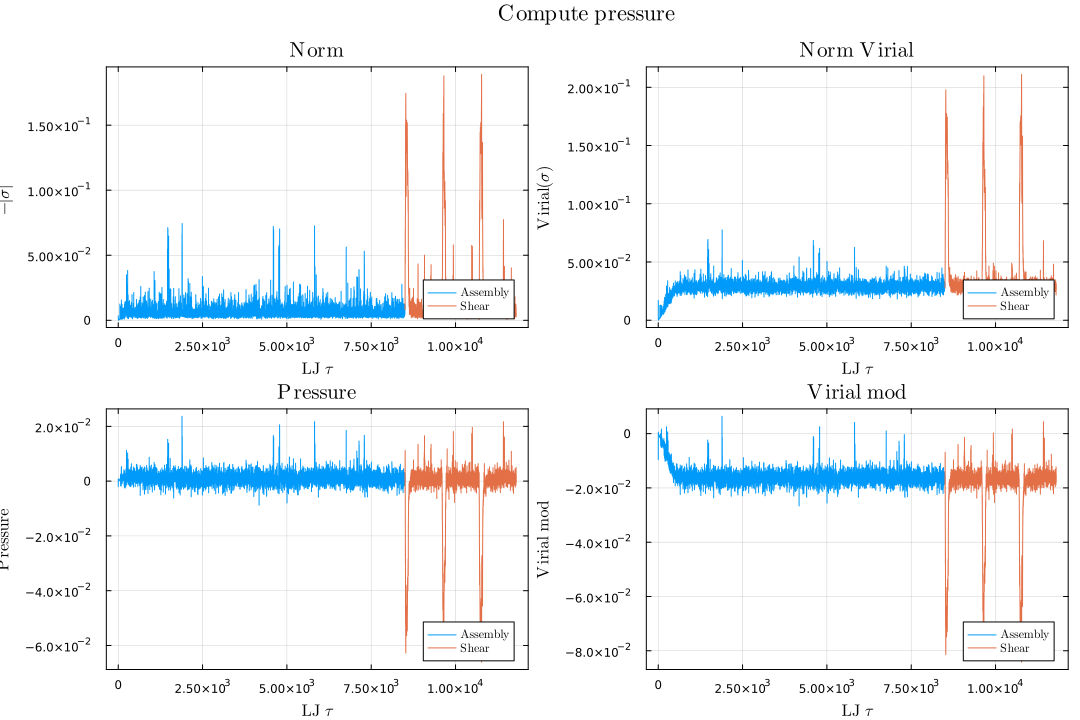 Compute pressure
Norm
−|σ|
1.50×10⁻¹
1.00×10⁻¹
5.00×10⁻²
0
0 2.50×10³ 5.00×10³ 7.50×10³ 1.00×10⁴
LJ τ
Assembly
Shear
Norm Virial
Virial(σ)
2.00×10⁻¹
1.50×10⁻¹
1.00×10⁻¹
5.00×10⁻²
0
0 2.50×10³ 5.00×10³ 7.50×10³ 1.00×10⁴
LJ τ
Assembly
Shear
Pressure
Pressure
2.0×10⁻²
0
−2.0×10⁻²
−4.0×10⁻²
−6.0×10⁻²
0 2.50×10³ 5.00×10³ 7.50×10³ 1.00×10⁴
LJ τ
Assembly
Shear
Virial mod
Virial mod
0
−2.0×10⁻²
−4.0×10⁻²
−6.0×10⁻²
−8.0×10⁻²
0 2.50×10³ 5.00×10³ 7.50×10³ 1.00×10⁴
LJ τ
Assembly
Shear